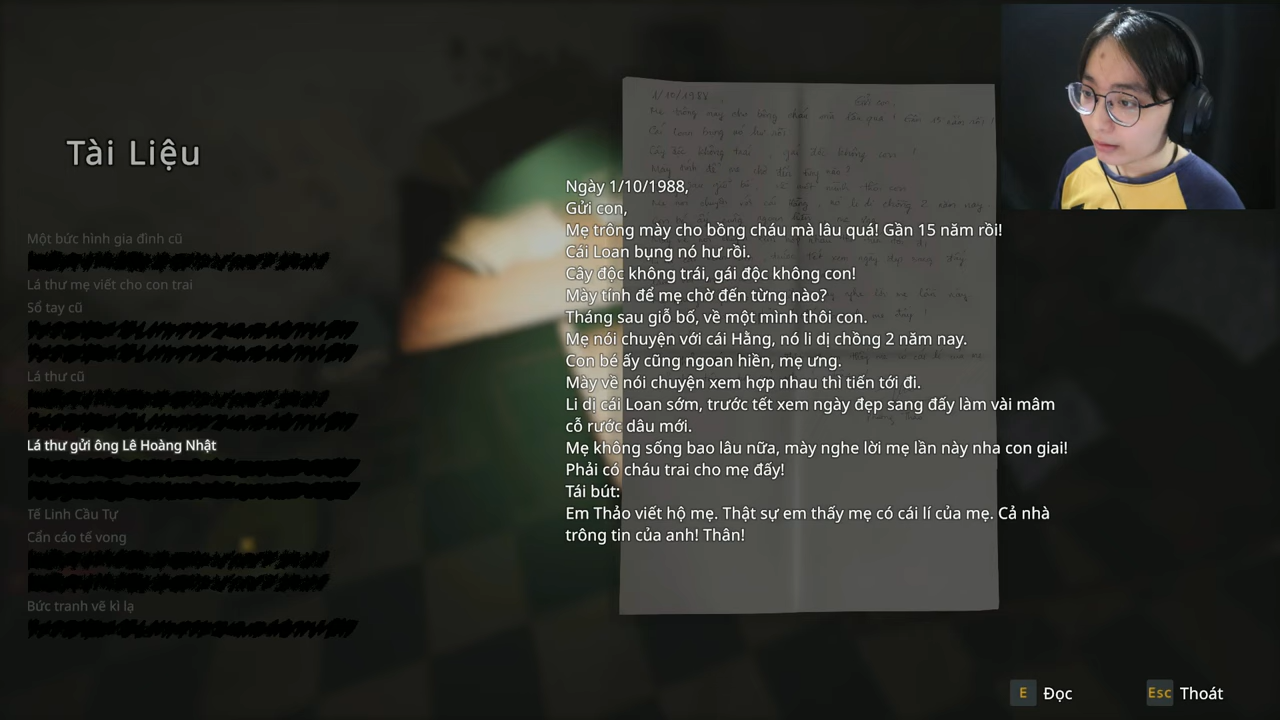 Tài Liệu
Một bức hình gia đình cũ
Lá thư mẹ viết cho con trai
Sổ tay cũ
Lá thư cũ
Lá thư gửi ông Lê Hoàng Nhật
Tế Linh Cầu Tự
Cẩn cáo tế vong
Bức tranh vẽ kì lạ
Ngày 1/10/1988,
Gửi con,
Mẹ trông mày cho bồng cháu mà lâu quá! Gần 15 năm rồi!
Cái Loan bụng nó hư rồi.
Cây độc không trái, gái độc không con!
Mày tính để mẹ chờ đến từng nào?
Tháng sau giỗ bố, về một mình thôi con.
Mẹ nói chuyện với cái Hằng, nó li dị chồng 2 năm nay.
Con bé ấy cũng ngoan hiền, mẹ ưng.
Mày về nói chuyện xem hợp nhau thì tiến tới đi.
Li dị cái Loan sớm, trước tết xem ngày đẹp sang đấy làm vài mâm
cỗ rước dâu mới.
Mẹ không sống bao lâu nữa, mày nghe lời mẹ lần này nha con giai!
Phải có cháu trai cho mẹ đấy!
Tái bút:
Em Thảo viết hộ mẹ. Thật sự em thấy mẹ có cái lí của mẹ. Cả nhà
trông tin của anh! Thân!
E Đọc
Esc Thoát